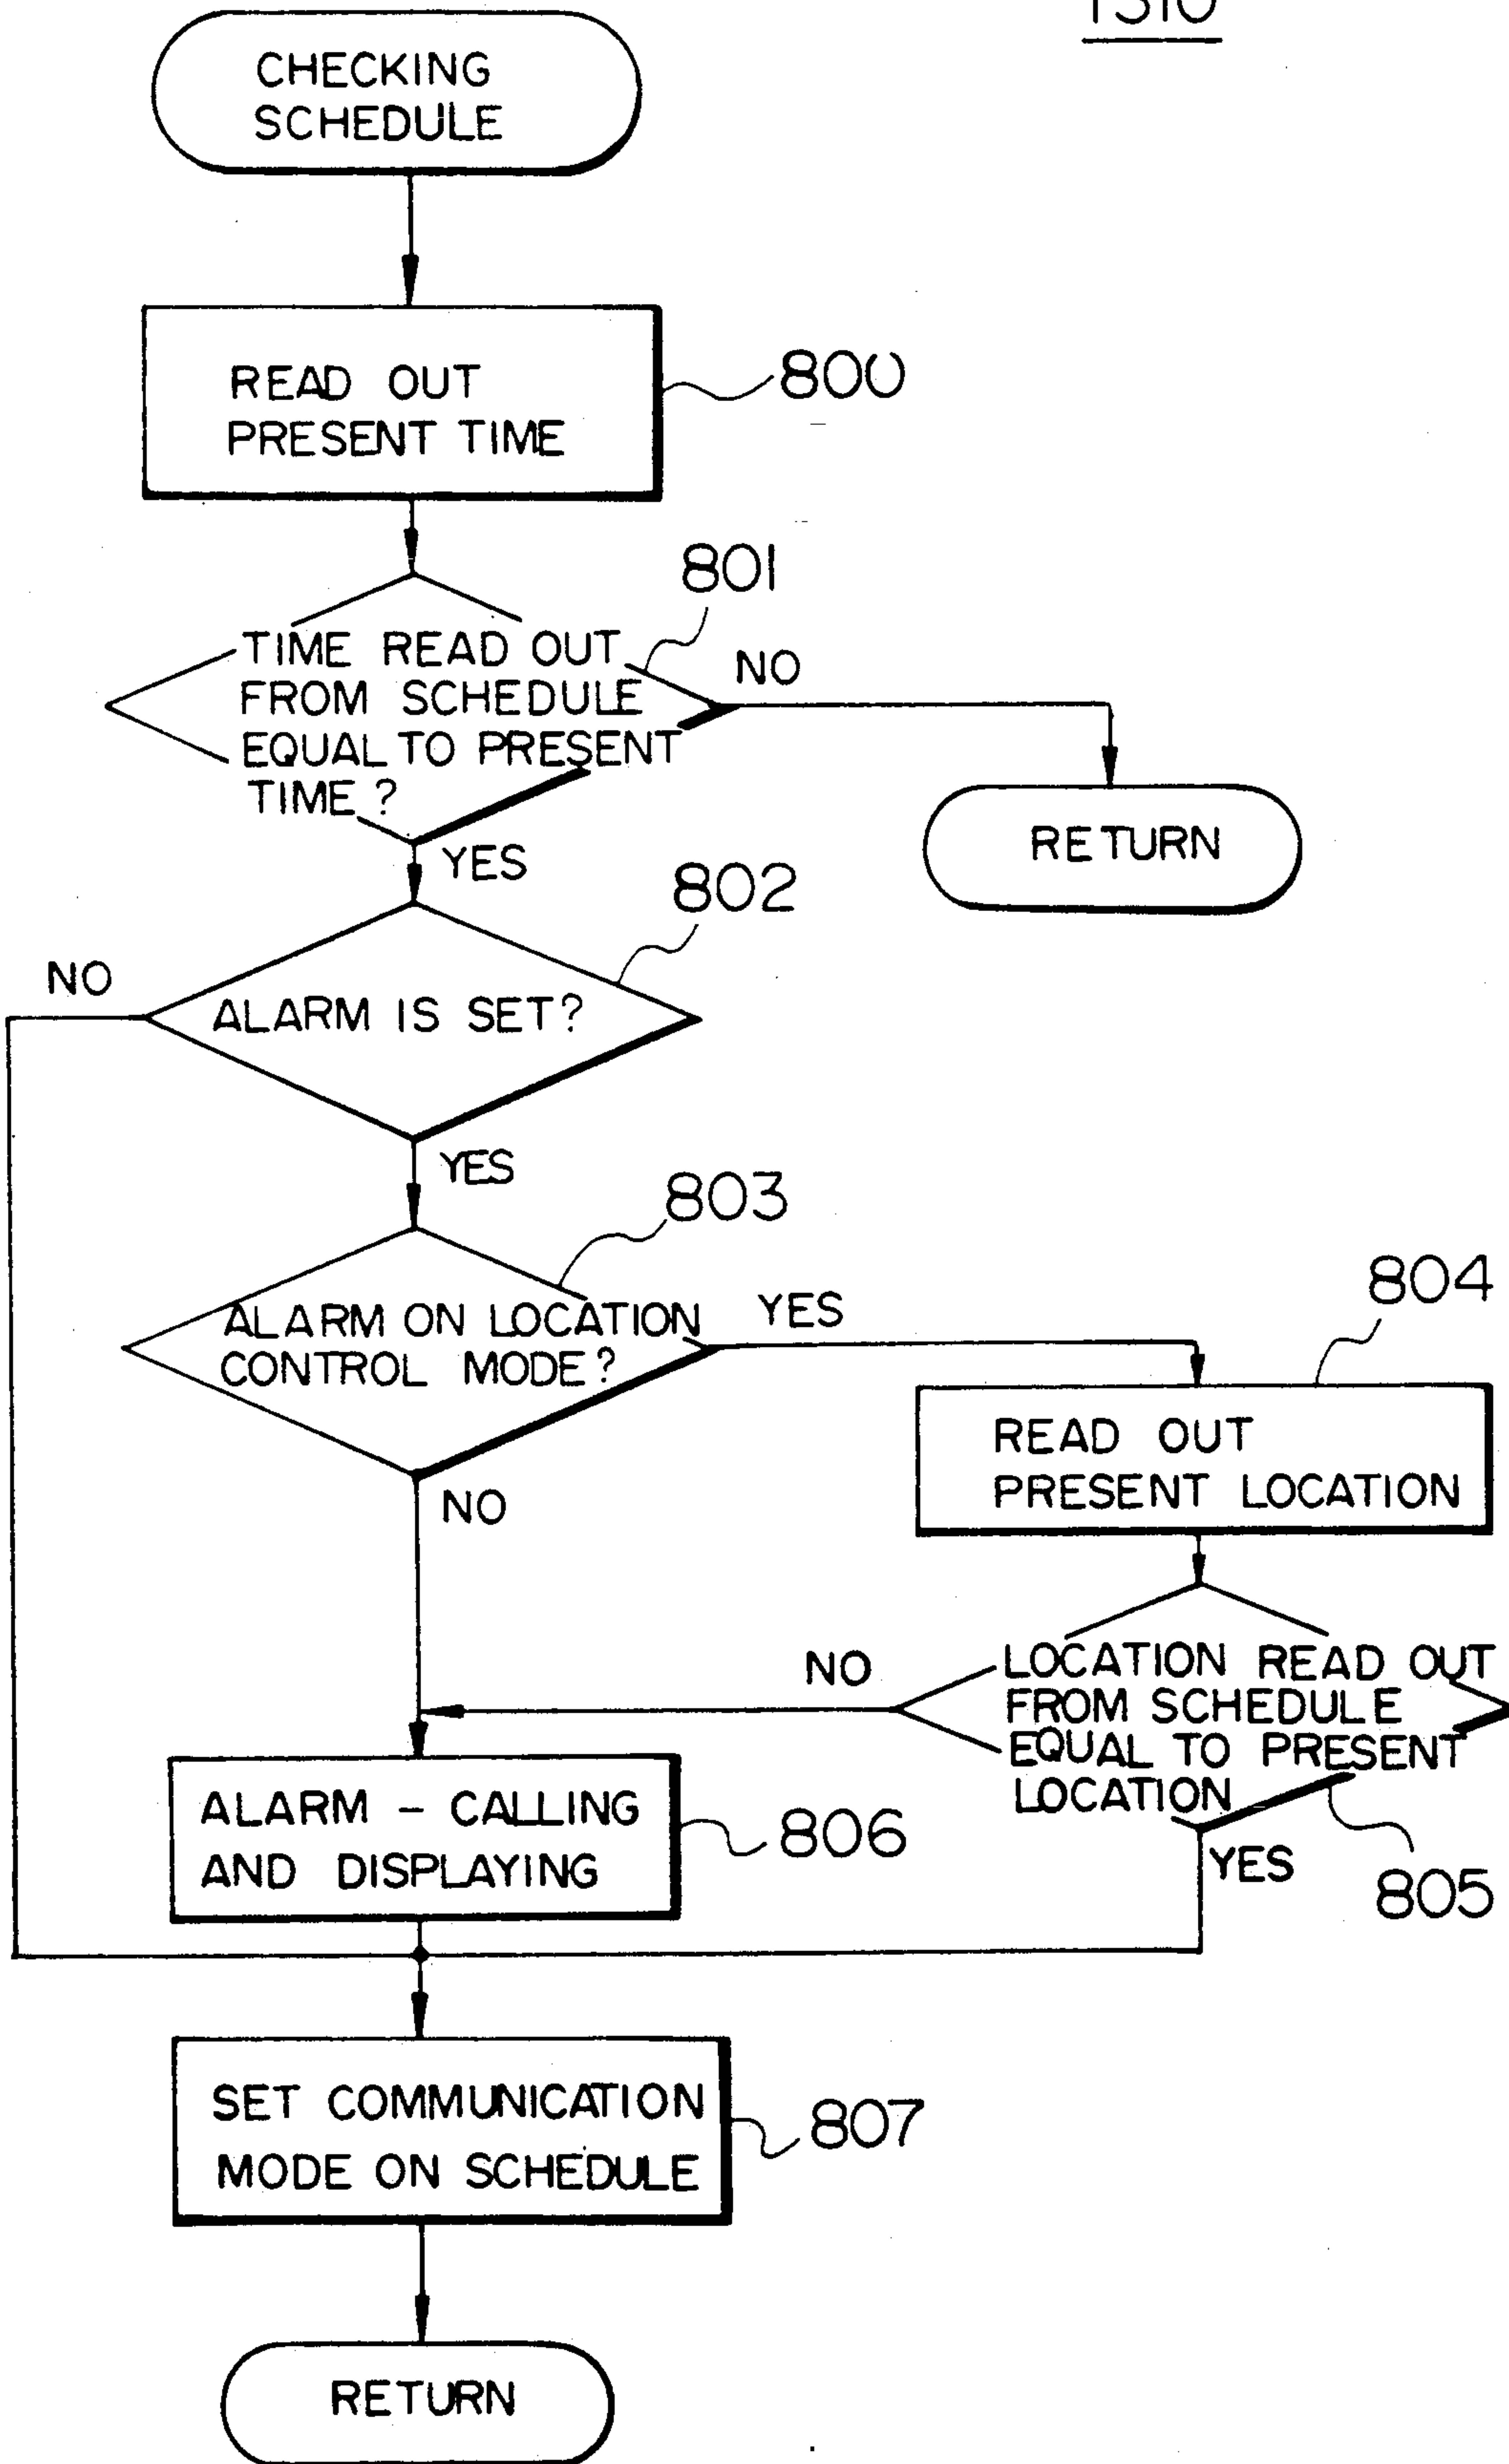 1310
CHECKING
SCHEDULE
READ OUT
PRESENT TIME
800
801
TIME READ OUT
FROM SCHEDULE
EQUAL TO PRESENT
TIME ?
NO
RETURN
YES
802
NO
ALARM IS SET?
YES
803
ALARM ON LOCATION
CONTROL MODE?
YES
804
READ OUT
PRESENT LOCATION
NO
NO
LOCATION READ OUT
FROM SCHEDULE
EQUAL TO PRESENT
LOCATION
805
YES
ALARM - CALLING
AND DISPLAYING
806
SET COMMUNICATION
MODE ON SCHEDULE
807
RETURN